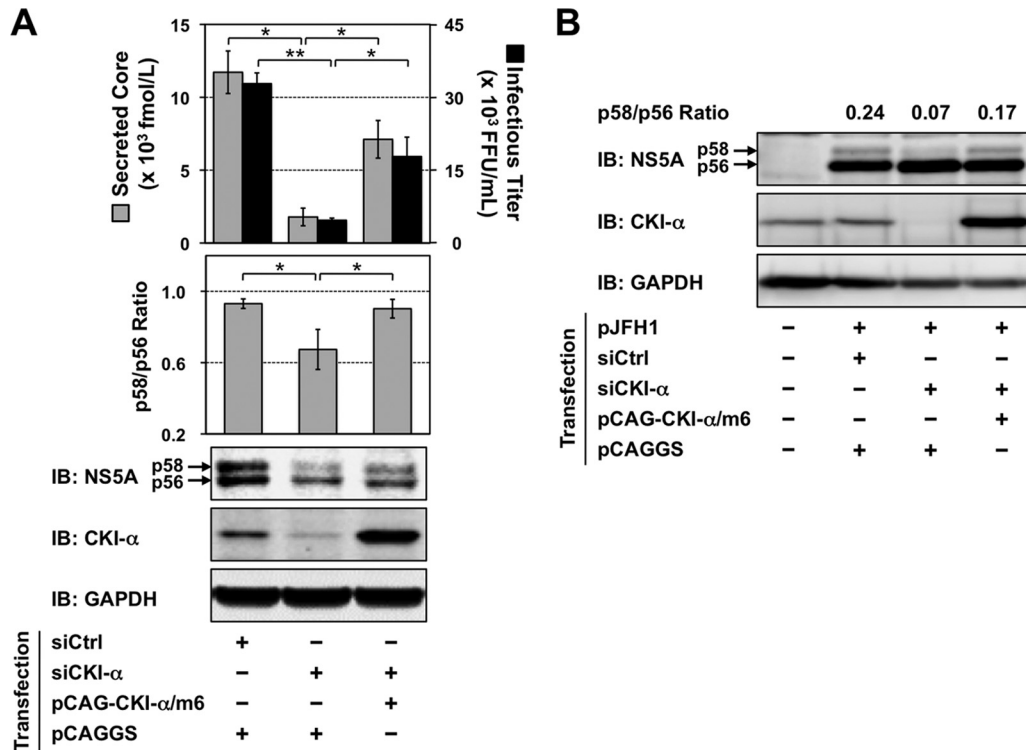 A
15
10
5
0
Secreted Core
(x 10³ fmol/L)
* *
** *
45
30
15
0
Infectious Titer
(x 10³ FFU/mL)
* *
1.0
0.6
0.2
p58/p56 Ratio
IB: NS5A
p58
p56
IB: CKI-α
IB: GAPDH
Transfection
siCtrl + – –
siCKI-α – + +
pCAG-CKI-α/m6 – – +
pCAGGS + + –
B
p58/p56 Ratio 0.24 0.07 0.17
IB: NS5A
p58
p56
IB: CKI-α
IB: GAPDH
Transfection
pJFH1 – + + +
siCtrl – + – –
siCKI-α – – + +
pCAG-CKI-α/m6 – – – +
pCAGGS – + + –